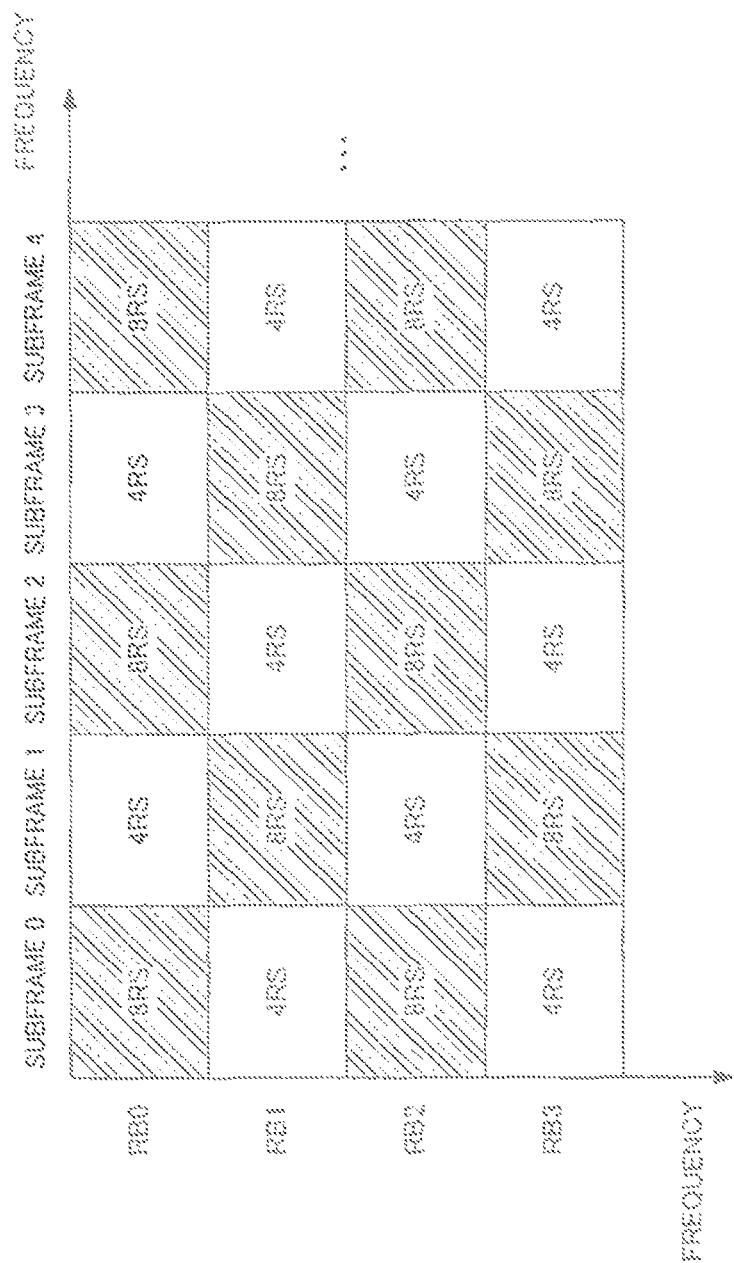 SUBFRAME 0 SUBFRAME 1 SUBFRAME 2 SUBFRAME 3 SUBFRAME 4 FREQUENCY
RB0 8RS 4RS 8RS 4RS 8RS
RB1 4RS 8RS 4RS 8RS 4RS ...
RB2 8RS 4RS 8RS 4RS 8RS
RB3 4RS 8RS 4RS 8RS 4RS
FREQUENCY